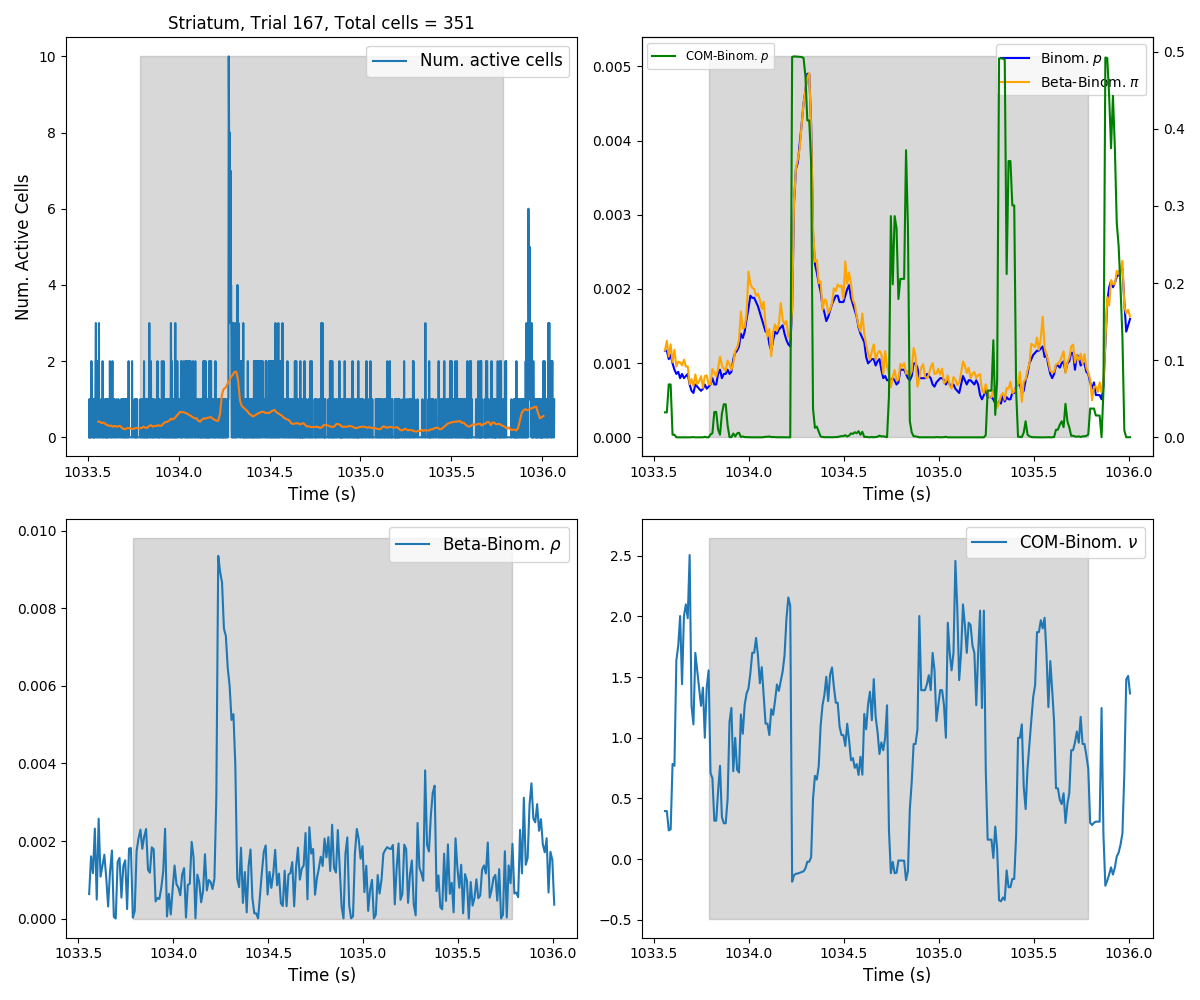 Striatum, Trial 167, Total cells = 351
Num. active cells
Num. Active Cells
10
8
6
4
2
0
1033.5 1034.0 1034.5 1035.0 1035.5 1036.0
Time (s)
COM-Binom. p
Binom. p
Beta-Binom. π
0.005
0.004
0.003
0.002
0.001
0.000
0.5
0.4
0.3
0.2
0.1
0.0
1033.5 1034.0 1034.5 1035.0 1035.5 1036.0
Time (s)
Beta-Binom. ρ
0.010
0.008
0.006
0.004
0.002
0.000
1033.5 1034.0 1034.5 1035.0 1035.5 1036.0
Time (s)
COM-Binom. ν
2.5
2.0
1.5
1.0
0.5
0.0
−0.5
1033.5 1034.0 1034.5 1035.0 1035.5 1036.0
Time (s)